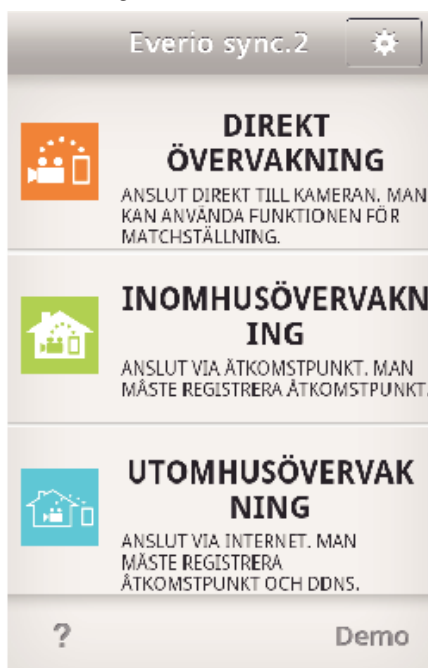 Everio sync.2
DIREKT
ÖVERVAKNING
ANSLUT DIREKT TILL KAMERAN. MAN
KAN ANVÄNDA FUNKTIONEN FÖR
MATCHSTÄLLNING.
INOMHUSÖVERVAKN
ING
ANSLUT VIA ÅTKOMSTPUNKT. MAN
MÅSTE REGISTRERA ÅTKOMSTPUNKT.
UTOMHUSÖVERVAK
NING
ANSLUT VIA INTERNET. MAN
MÅSTE REGISTRERA
ÅTKOMSTPUNKT OCH DDNS.
? Demo